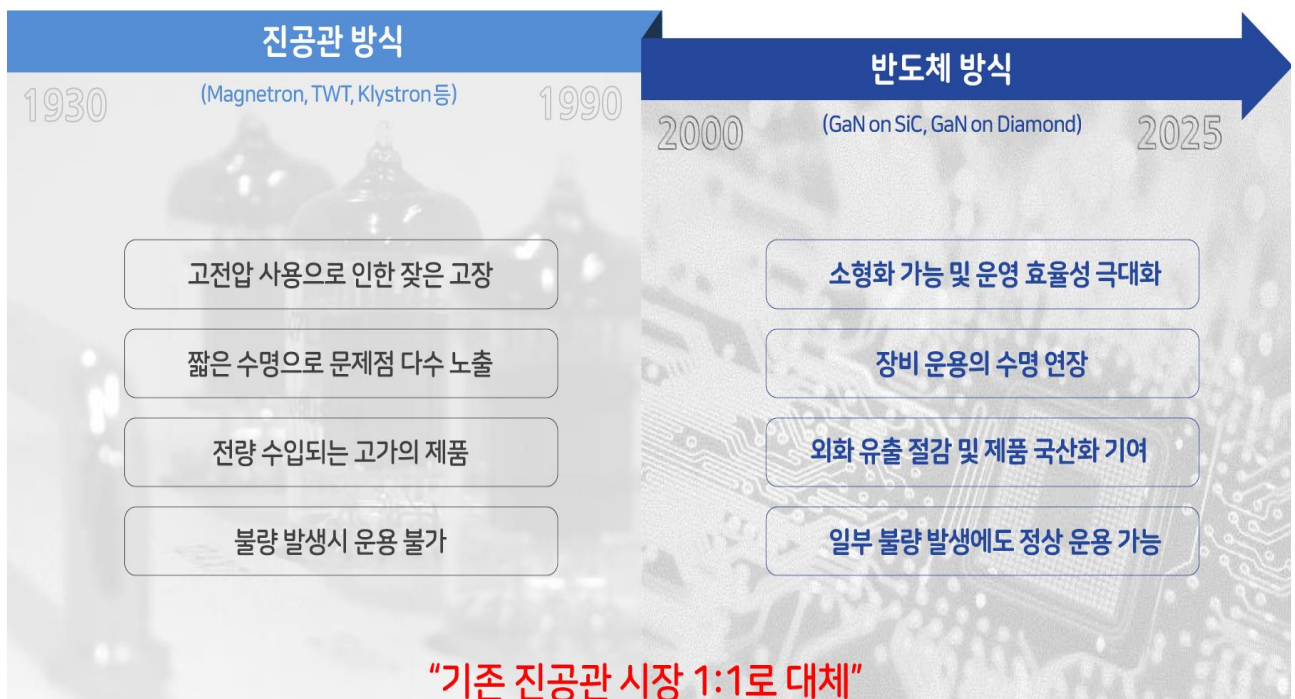 진공관 방식
(Magnetron, TWT, Klystron 등)
1930
1990
고전압 사용으로 인한 잦은 고장
짧은 수명으로 문제점 다수 노출
전량 수입되는 고가의 제품
불량 발생시 운용 불가
반도체 방식
(GaN on SiC, GaN on Diamond)
2000
2025
소형화 가능 및 운영 효율성 극대화
장비 운용의 수명 연장
외화 유출 절감 및 제품 국산화 기여
일부 불량 발생에도 정상 운용 가능
“기존 진공관 시장 1:1로 대체”